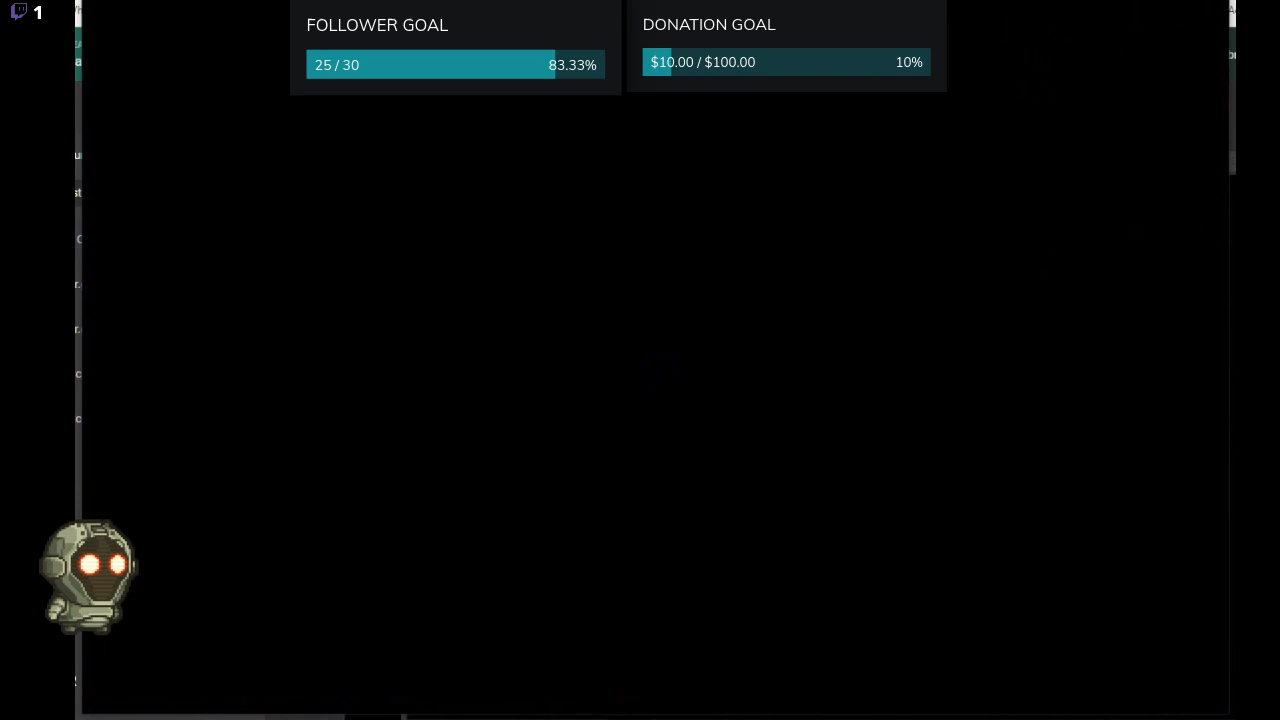 1
FOLLOWER GOAL
25 / 30 83.33%
DONATION GOAL
$10.00 / $100.00 10%